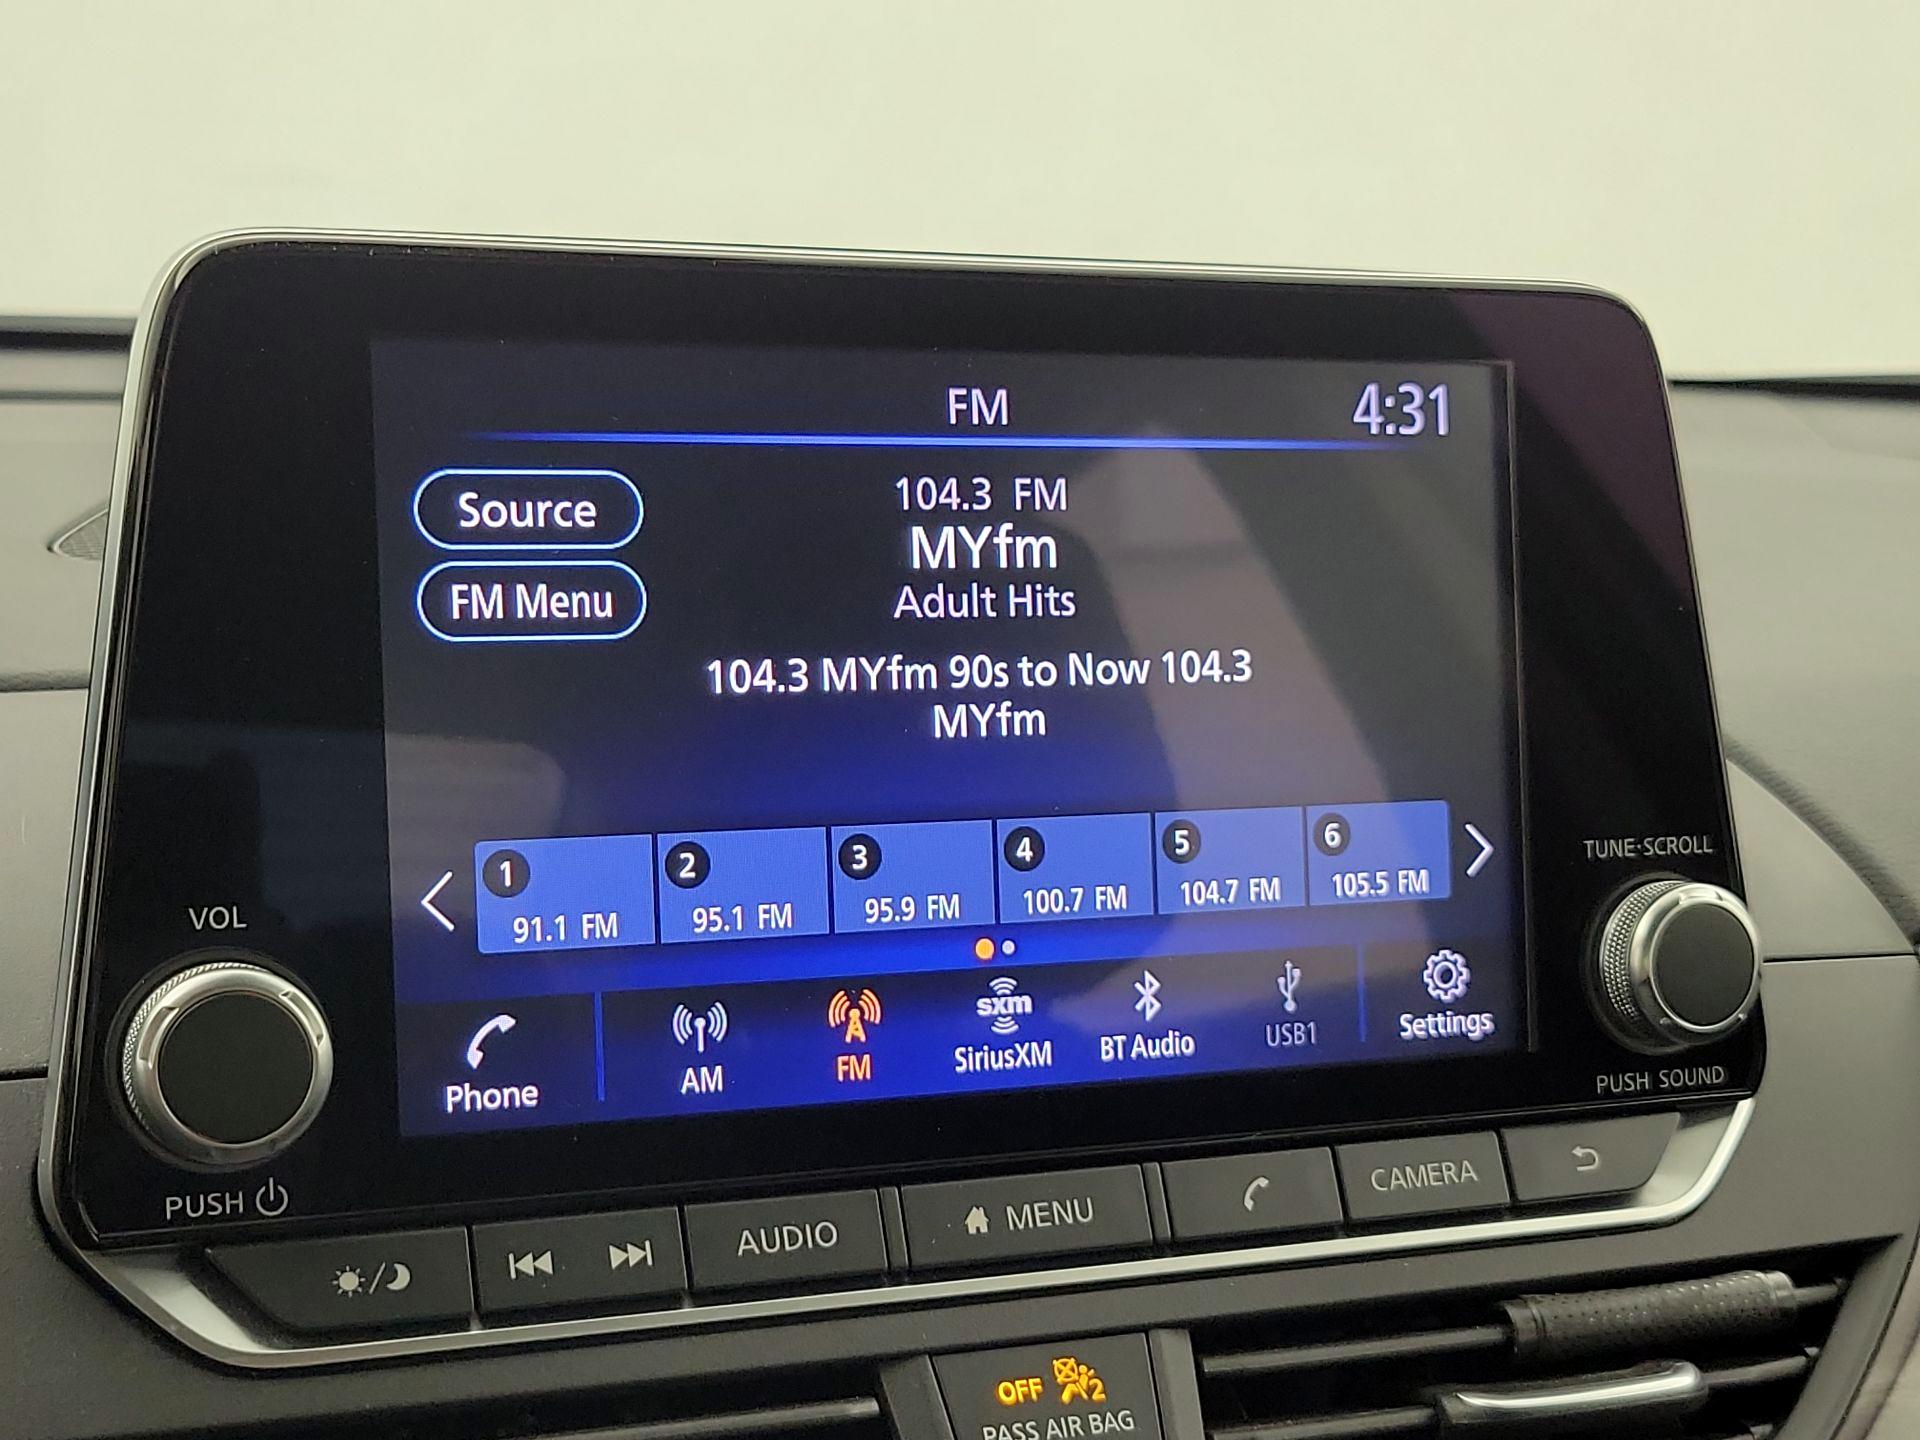 FM
4:31
Source
FM Menu
104.3 FM
MYfm
Adult Hits
104.3 MYfm 90s to Now 104.3
MYfm
1
91.1 FM
2
95.1 FM
3
95.9 FM
4
100.7 FM
5
104.7 FM
6
105.5 FM
Phone
AM
FM
sxm
SiriusXM
BT Audio
USB1
Settings
VOL
PUSH
TUNE·SCROLL
PUSH SOUND
AUDIO
MENU
CAMERA
OFF
2
PASS AIR BAG